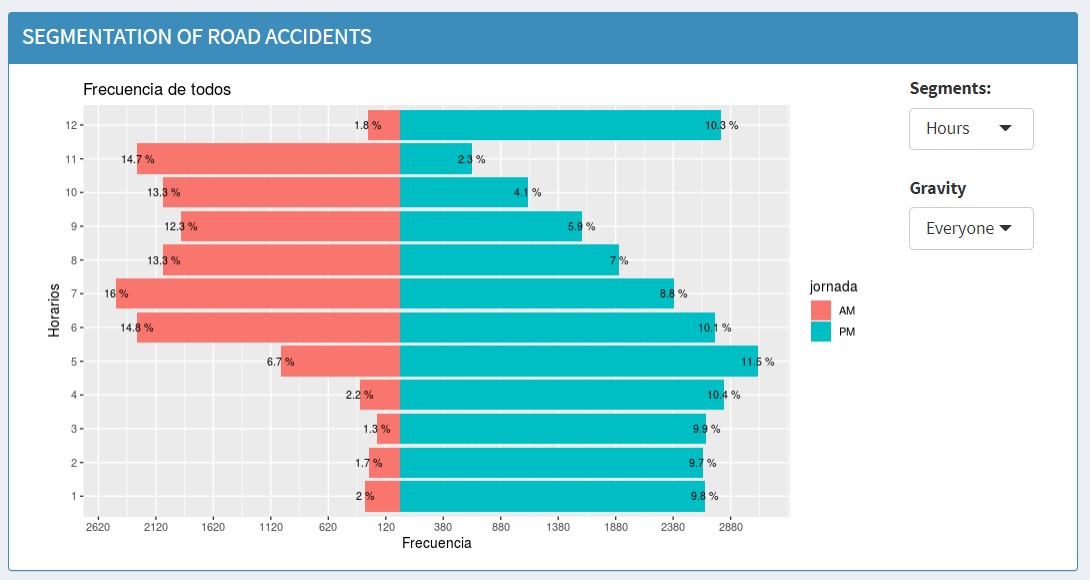 SEGMENTATION OF ROAD ACCIDENTS
Frecuencia de todos
Segments:
Hours
Gravity
Everyone
Horarios
12 1.8 % 10.3 %
11 14.7 % 2.3 %
10 13.3 % 4.1 %
9 12.3 % 5.9 %
8 13.3 % 7 %
7 16 % 8.8 %
6 14.8 % 10.1 %
5 6.7 % 11.5 %
4 2.2 % 10.4 %
3 1.3 % 9.9 %
2 1.7 % 9.7 %
1 2 % 9.8 %
2620 2120 1620 1120 620 120 380 880 1380 1880 2380 2880
Frecuencia
jornada
AM
PM